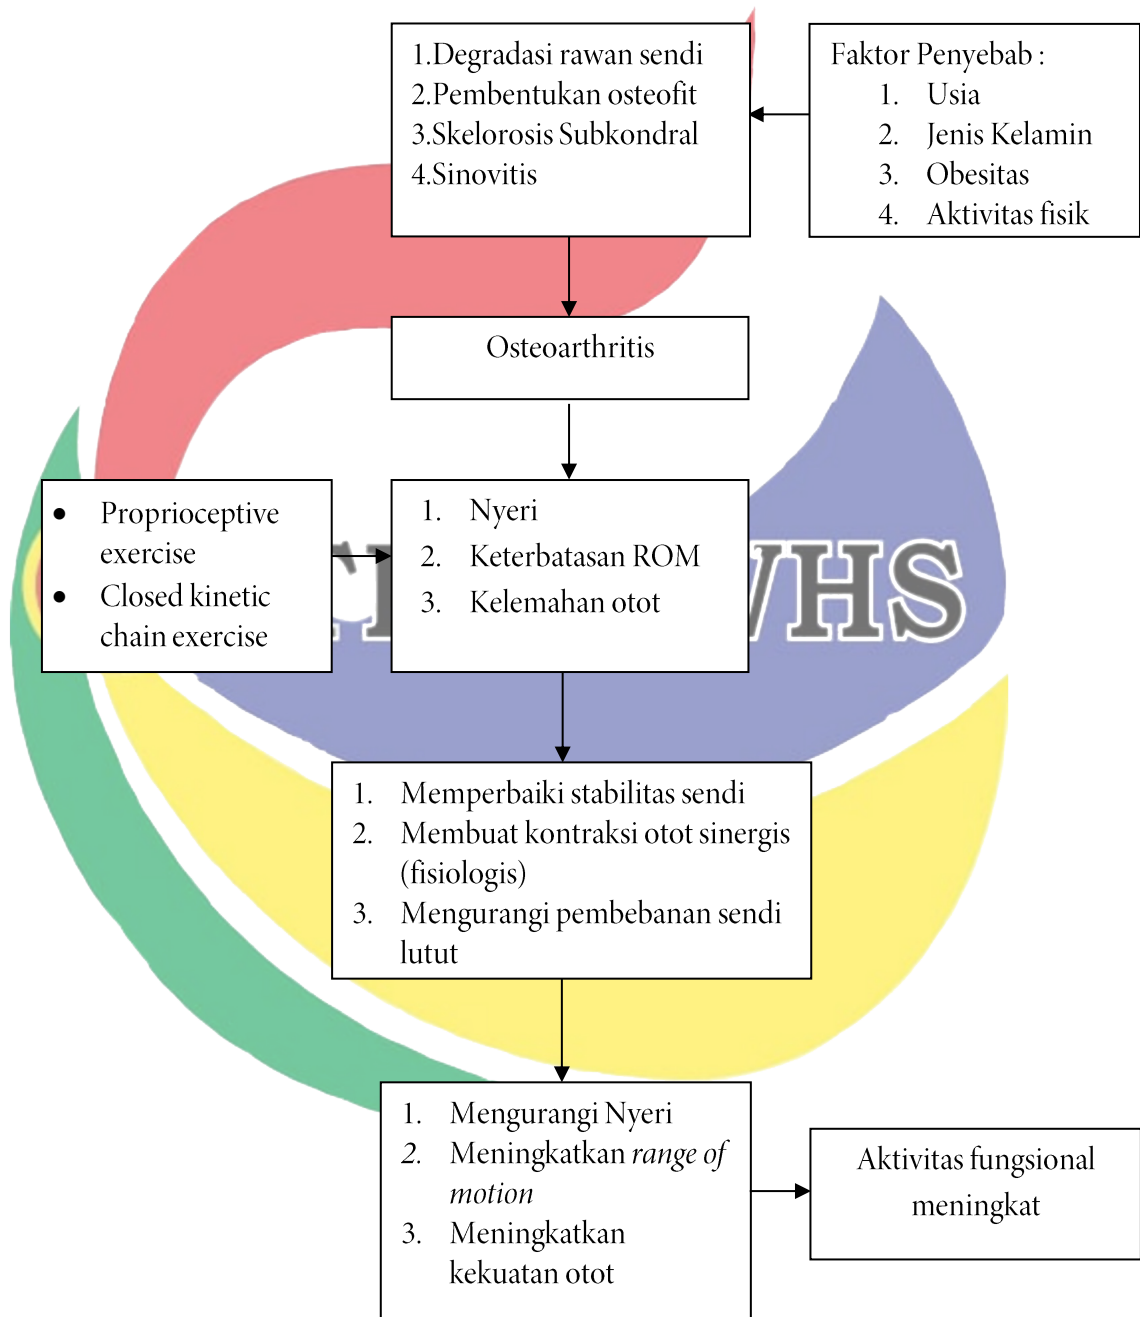 1.Degradasi rawan sendi
2.Pembentukan osteofit
3.Skelorosis Subkondral
4.Sinovitis
Faktor Penyebab :
1. Usia
2. Jenis Kelamin
3. Obesitas
4. Aktivitas fisik
Osteoarthritis
• Proprioceptive
exercise
• Closed kinetic
chain exercise
1. Nyeri
2. Keterbatasan ROM
3. Kelemahan otot
WHS
1. Memperbaiki stabilitas sendi
2. Membuat kontraksi otot sinergis
(fisiologis)
3. Mengurangi pembebanan sendi
lutut
1. Mengurangi Nyeri
2. Meningkatkan range of
motion
3. Meningkatkan
kekuatan otot
Aktivitas fungsional
meningkat